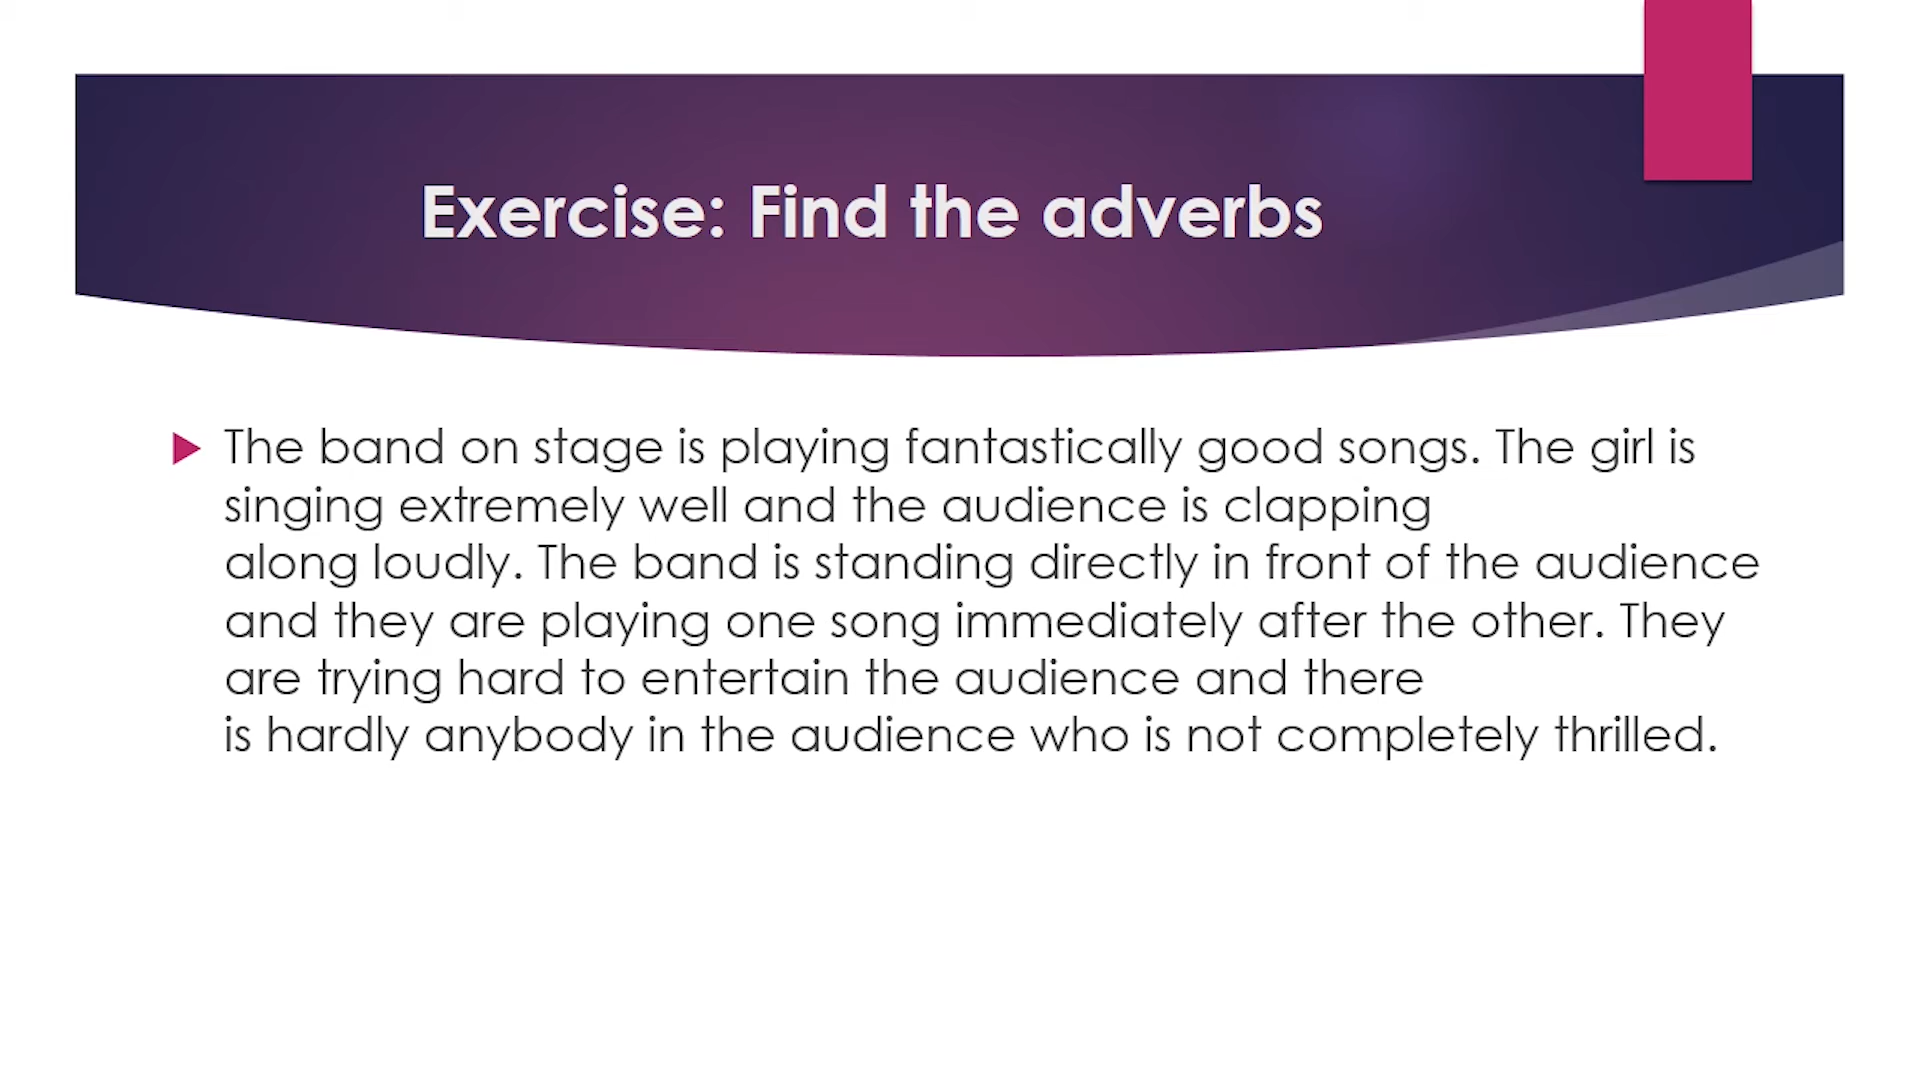 Exercise: Find the adverbs
The band on stage is playing fantastically good songs. The girl is
singing extremely well and the audience is clapping
along loudly. The band is standing directly in front of the audience
and they are playing one song immediately after the other. They
are trying hard to entertain the audience and there
is hardly anybody in the audience who is not completely thrilled.